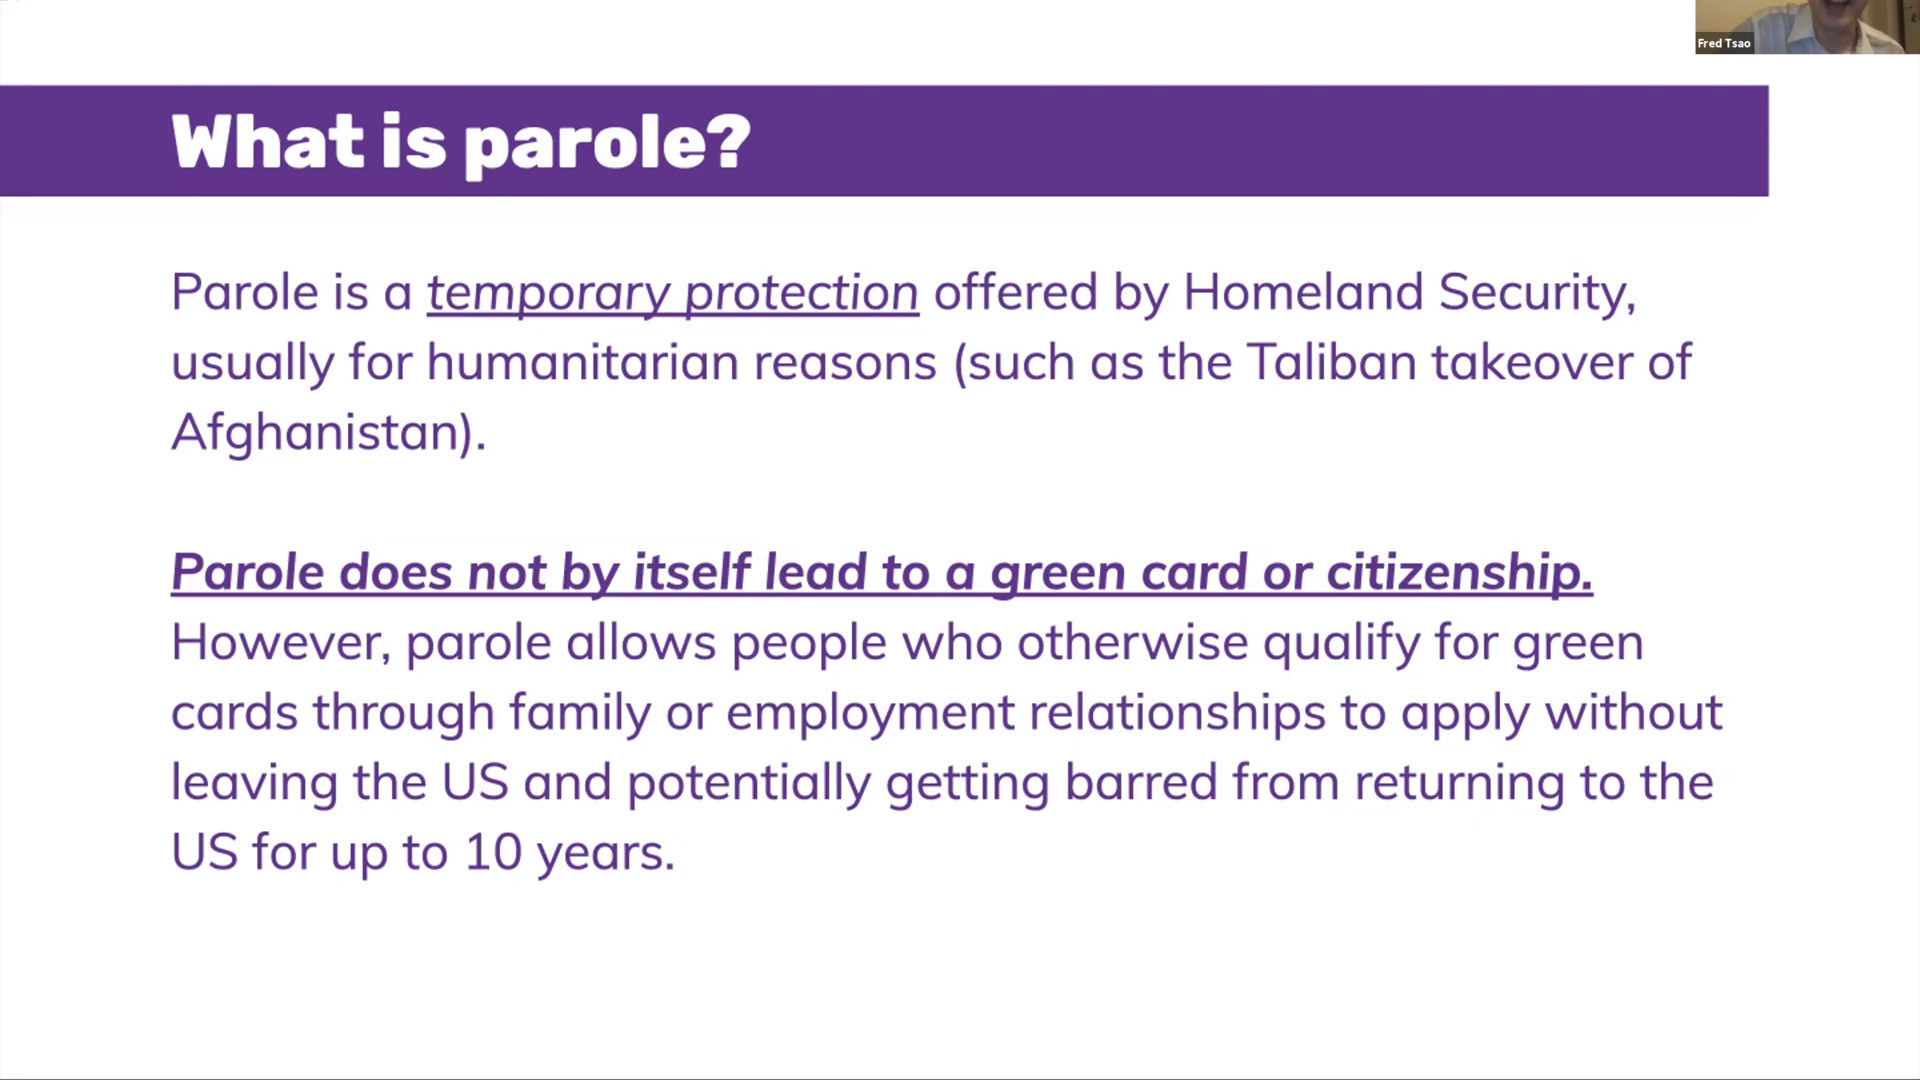 Fred Tsao
What is parole?
Parole is a temporary protection offered by Homeland Security,
usually for humanitarian reasons (such as the Taliban takeover of
Afghanistan).
Parole does not by itself lead to a green card or citizenship.
However, parole allows people who otherwise qualify for green
cards through family or employment relationships to apply without
leaving the US and potentially getting barred from returning to the
US for up to 10 years.